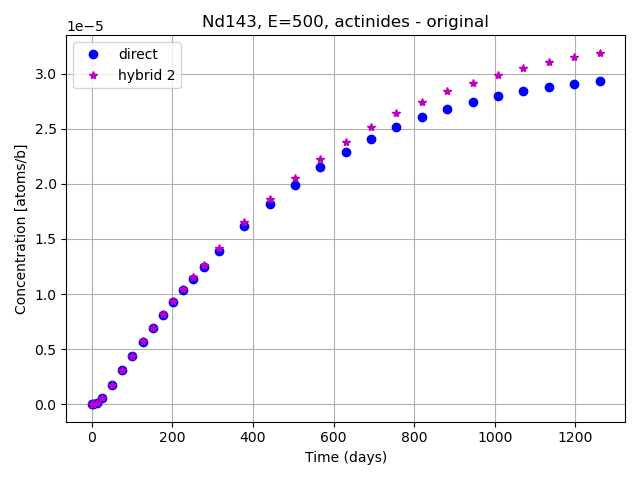 Nd143, E=500, actinides - original
1e−5
direct
hybrid 2
3.0
2.5
2.0
1.5
1.0
0.5
0.0
Concentration [atoms/b]
0 200 400 600 800 1000 1200
Time (days)